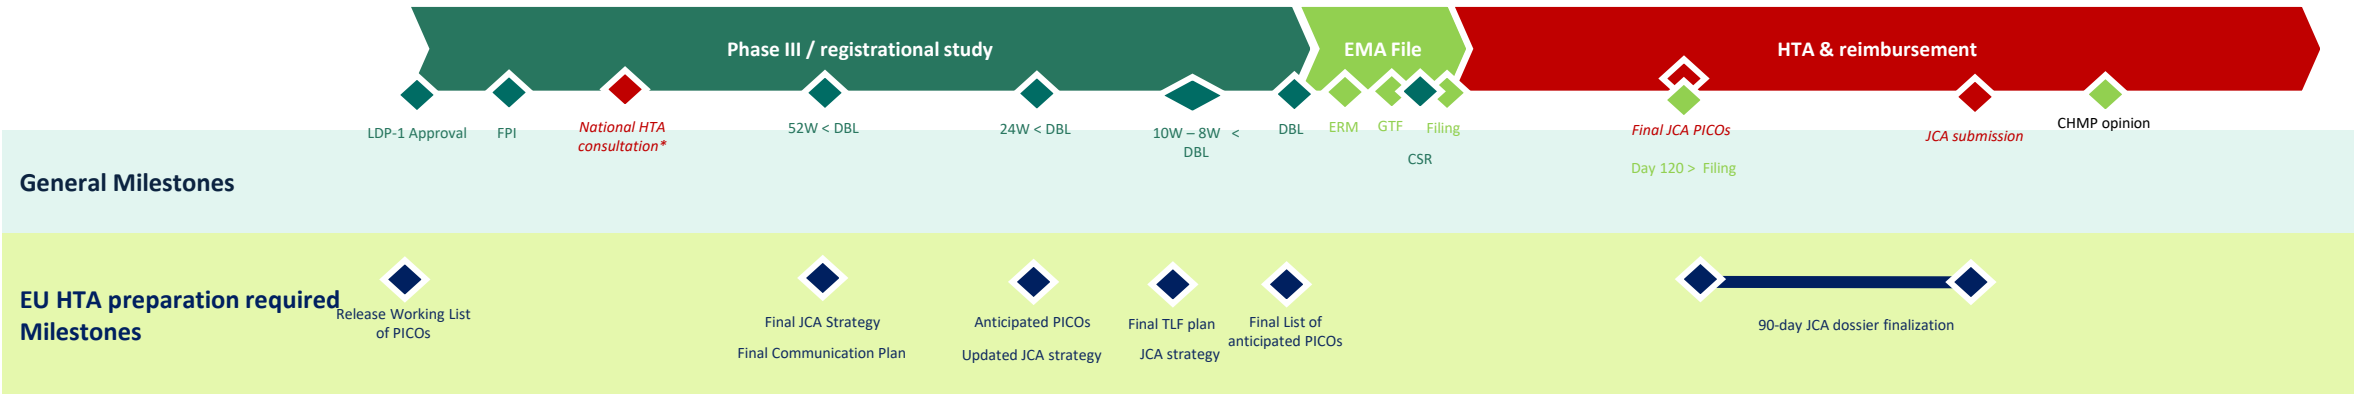 Phase III / registrational study
EMA File
HTA & reimbursement
LDP-1 Approval
FPI
National HTA
consultation*
52W < DBL
24W < DBL
10W – 8W <
DBL
DBL
ERM
GTF
Filing
CSR
Final JCA PICOs
Day 120 > Filing
JCA submission
CHMP opinion
General Milestones
EU HTA preparation required
Milestones
Release Working List
of PICOs
Final JCA Strategy
Final Communication Plan
Anticipated PICOs
Updated JCA strategy
Final TLF plan
JCA strategy
Final List of
anticipated PICOs
90-day JCA dossier finalization